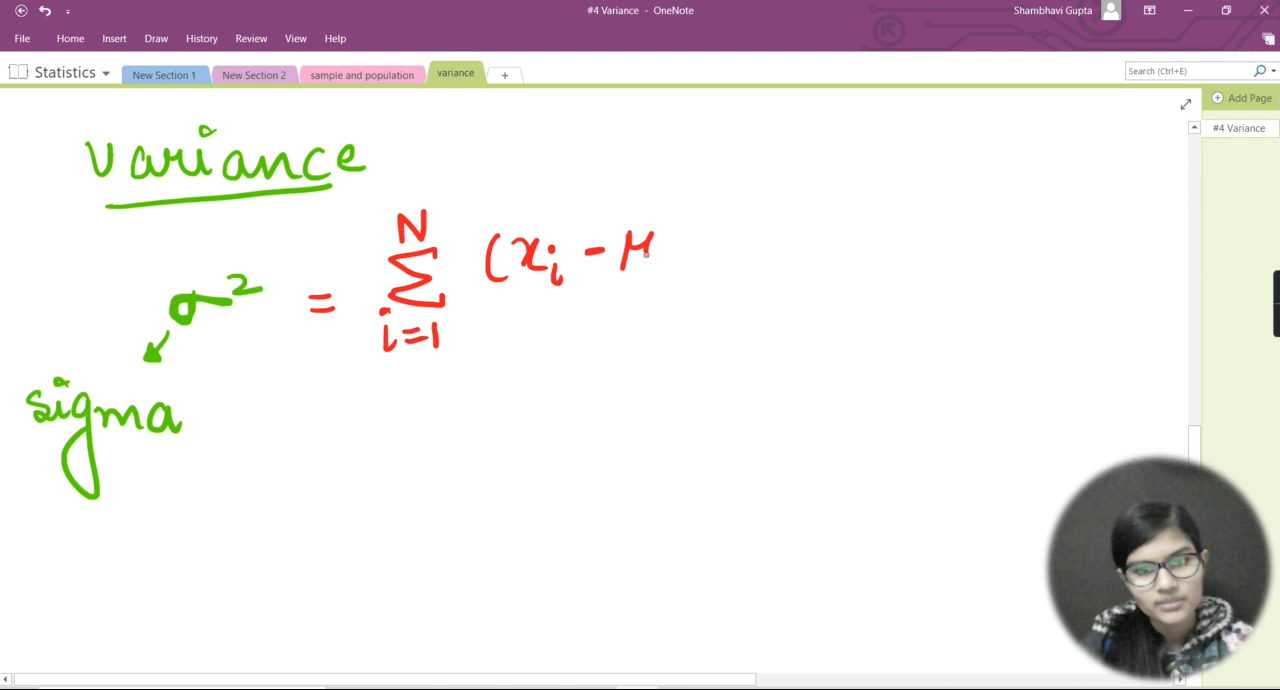 #4 Variance - OneNote
Shambhavi Gupta
File Home Insert Draw History Review View Help
Statistics New Section 1 New Section 2 sample and population variance +
Search (Ctrl+E)
Add Page
#4 Variance
variance
σ² = N Σ i=1 (xi - μ
sigma